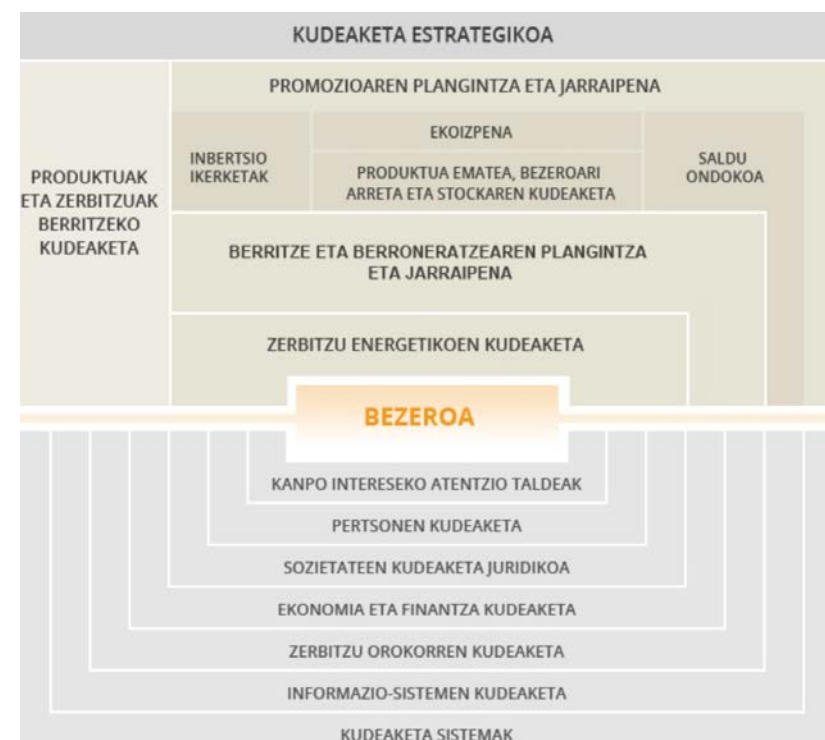 KUDEAKETA ESTRATEGIKOA
PRODUKTUAK
ETA ZERBITZUAK
BERRITZEKO
KUDEAKETA
PROMOZIOAREN PLANGINTZA ETA JARRAIPENA
INBERTSIO
IKERKETAK
EKOIZPENA
PRODUKTUA EMATEA, BEZEROARI
ARRETA ETA STOCKAREN KUDEAKETA
SALDU
ONDOKOA
BERRITZE ETA BERRONERATZEAREN PLANGINTZA
ETA JARRAIPENA
ZERBITZU ENERGETIKOEN KUDEAKETA
BEZEROA
KANPO INTERESEKO ATENTZIO TALDEAK
PERTSONEN KUDEAKETA
SOZIETATEEN KUDEAKETA JURIDIKOA
EKONOMIA ETA FINANTZA KUDEAKETA
ZERBITZU OROKORREN KUDEAKETA
INFORMAZIO-SISTEMEN KUDEAKETA
KUDEAKETA SISTEMAK